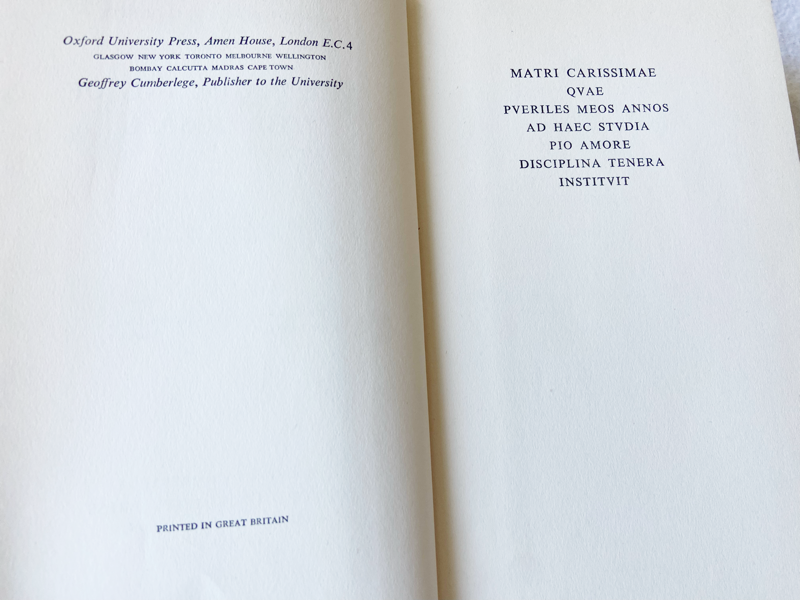 Oxford University Press, Amen House, London E.C.4
GLASGOW NEW YORK TORONTO MELBOURNE WELLINGTON
BOMBAY CALCUTTA MADRAS CAPE TOWN
Geoffrey Cumberlege, Publisher to the University
PRINTED IN GREAT BRITAIN
MATRI CARISSIMAE
QVAE
PVERILES MEOS ANNOS
AD HAEC STVDIA
PIO AMORE
DISCIPLINA TENERA
INSTITVIT